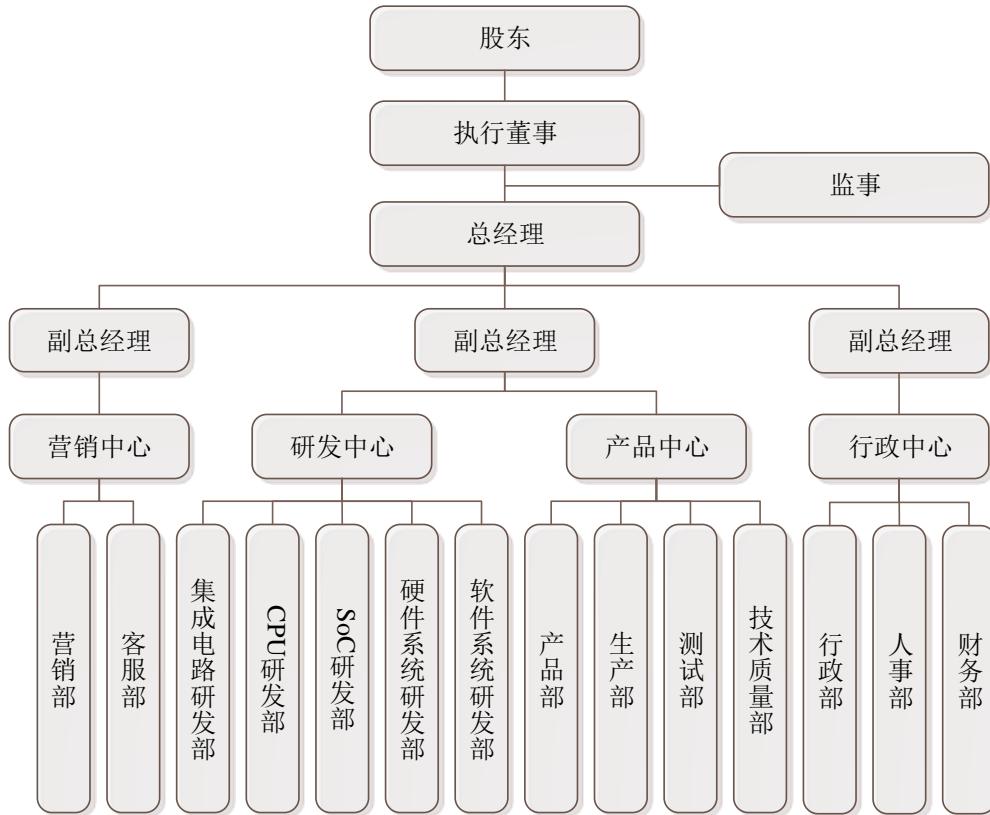 股东
执行董事
监事
总经理
副总经理
副总经理
副总经理
营销中心
研发中心
产品中心
行政中心
营销部
客服部
集成电路研发部
CPU研发部
SoC研发部
硬件系统研发部
软件系统研发部
产品部
生产部
测试部
技术质量部
行政部
人事部
财务部